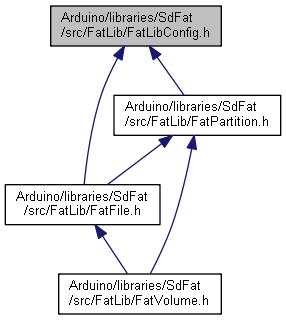 Arduino/libraries/SdFat
/src/FatLib/FatLibConfig.h
Arduino/libraries/SdFat
/src/FatLib/FatPartition.h
Arduino/libraries/SdFat
/src/FatLib/FatFile.h
Arduino/libraries/SdFat
/src/FatLib/FatVolume.h